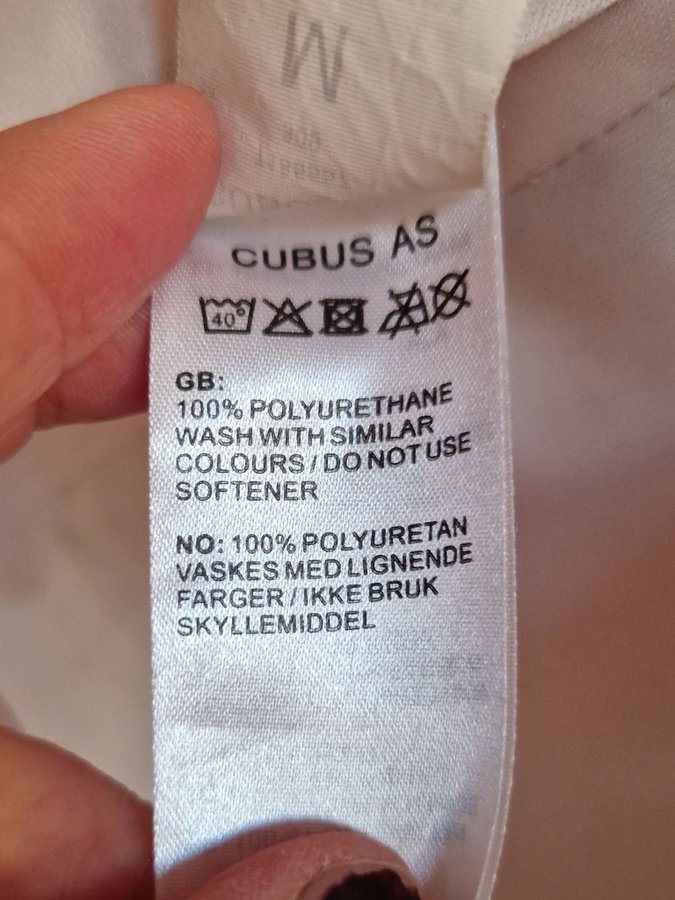 M
CUBUS AS
40°
GB:
100% POLYURETHANE
WASH WITH SIMILAR
COLOURS / DO NOT USE
SOFTENER
NO: 100% POLYURETAN
VASKES MED LIGNENDE
FARGER / IKKE BRUK
SKYLLEMIDDEL